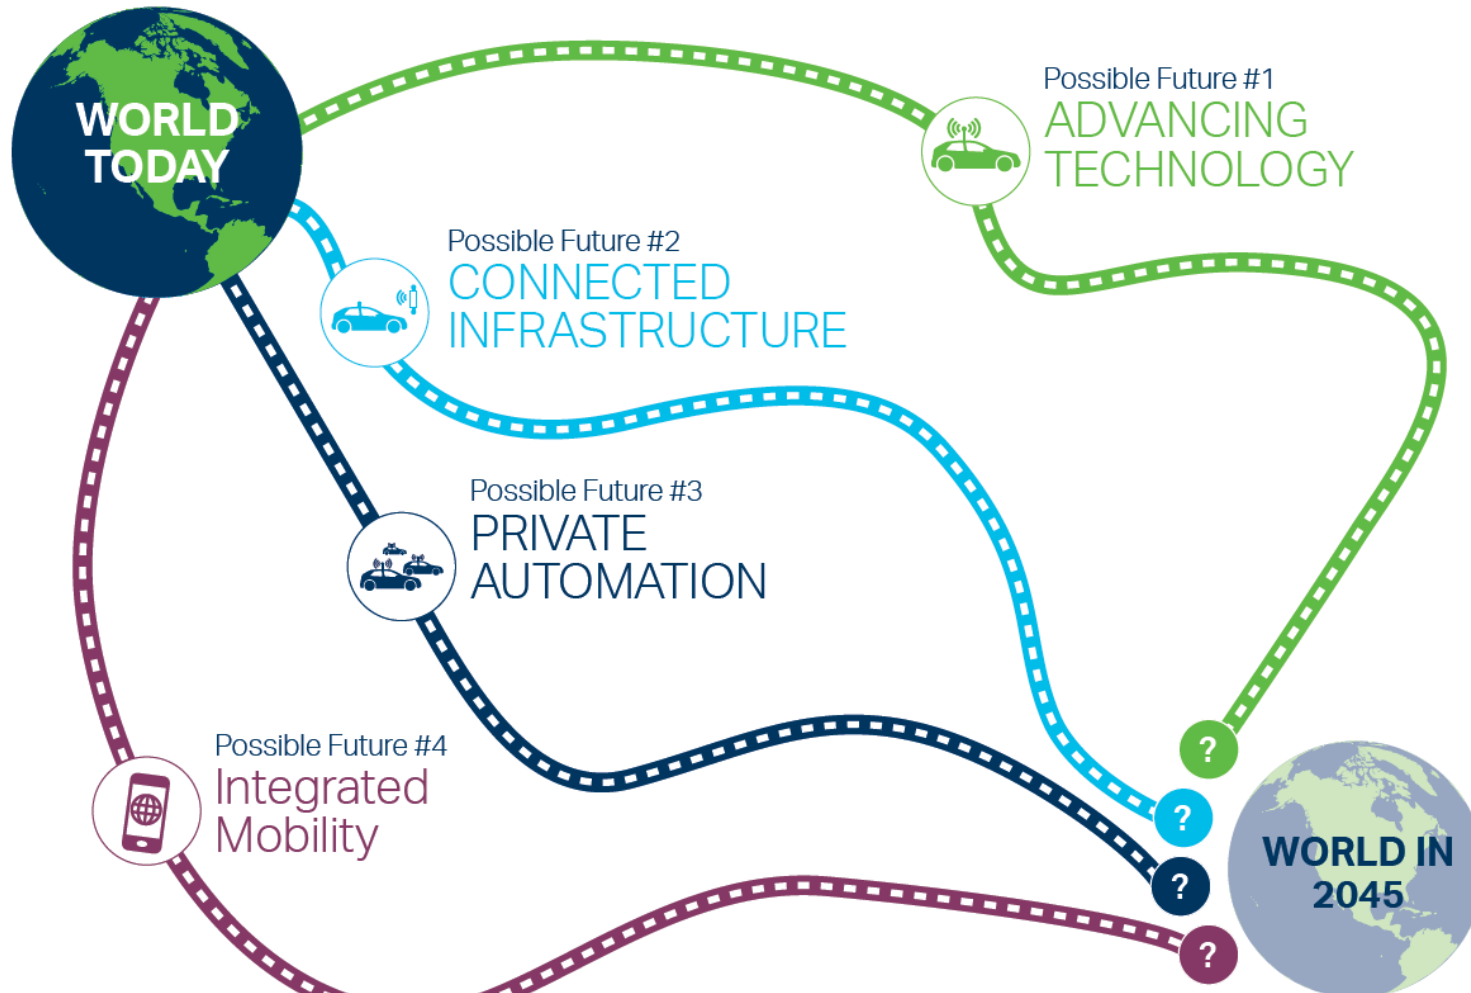 WORLD
TODAY
Possible Future #1
ADVANCING
TECHNOLOGY
Possible Future #2
CONNECTED
INFRASTRUCTURE
Possible Future #3
PRIVATE
AUTOMATION
Possible Future #4
Integrated
Mobility
?
?
?
?
WORLD IN
2045